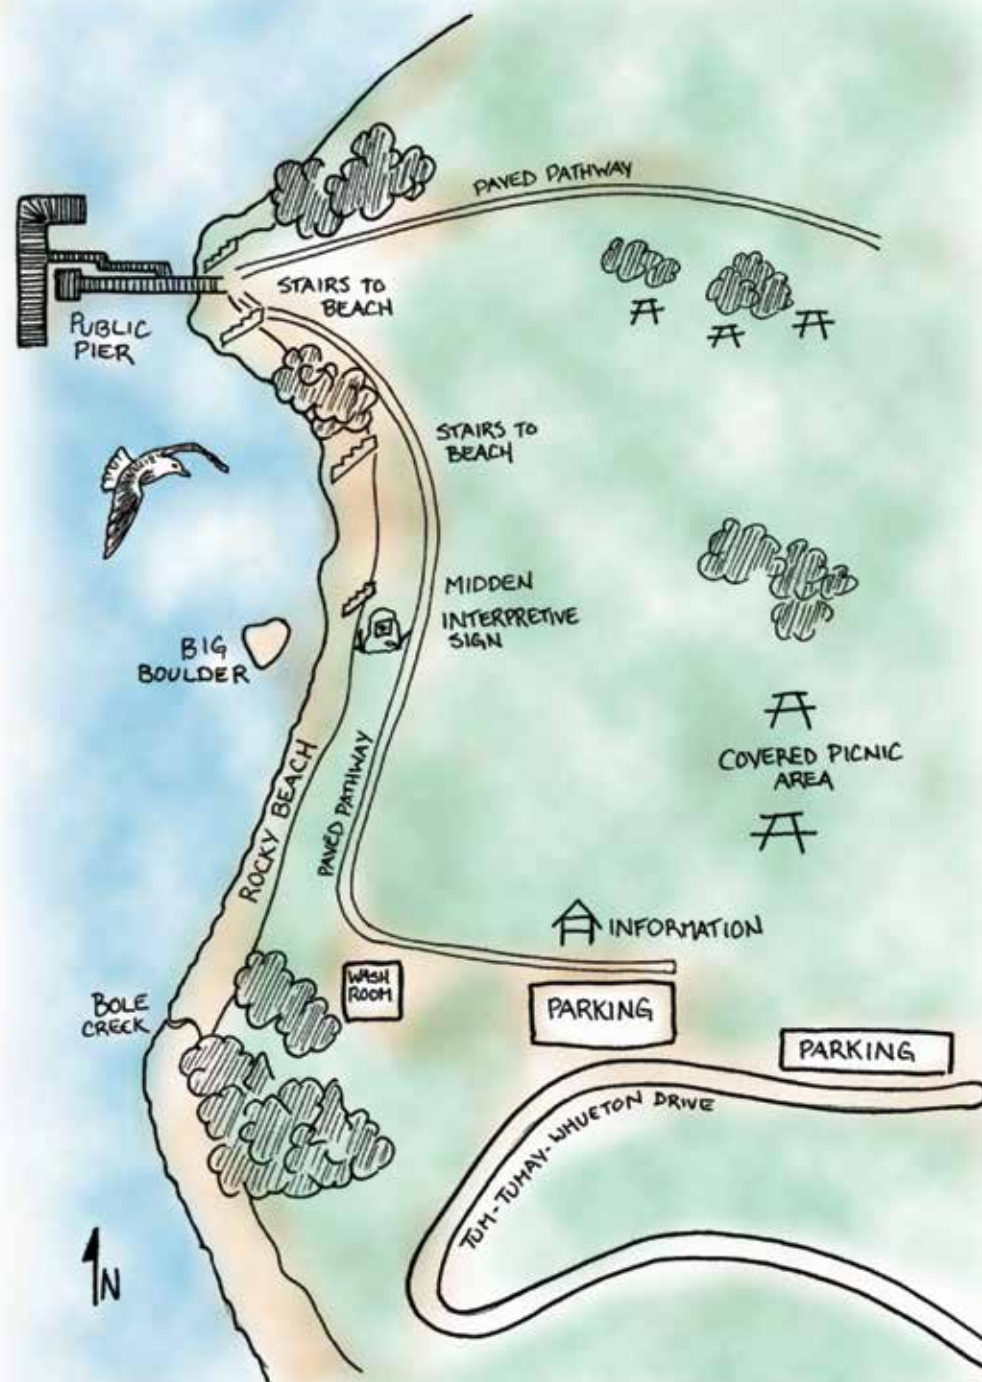 PAVED PATHWAY
STAIRS TO
BEACH
PUBLIC
PIER
STAIRS TO
BEACH
MIDDEN
INTERPRETIVE
SIGN
BIG
BOULDER
ROCKY BEACH
PAVED PATHWAY
COVERED PICNIC
AREA
INFORMATION
WASH
ROOM
BOLE
CREEK
PARKING
PARKING
TUM-TUMAY-WHUETON DRIVE
N